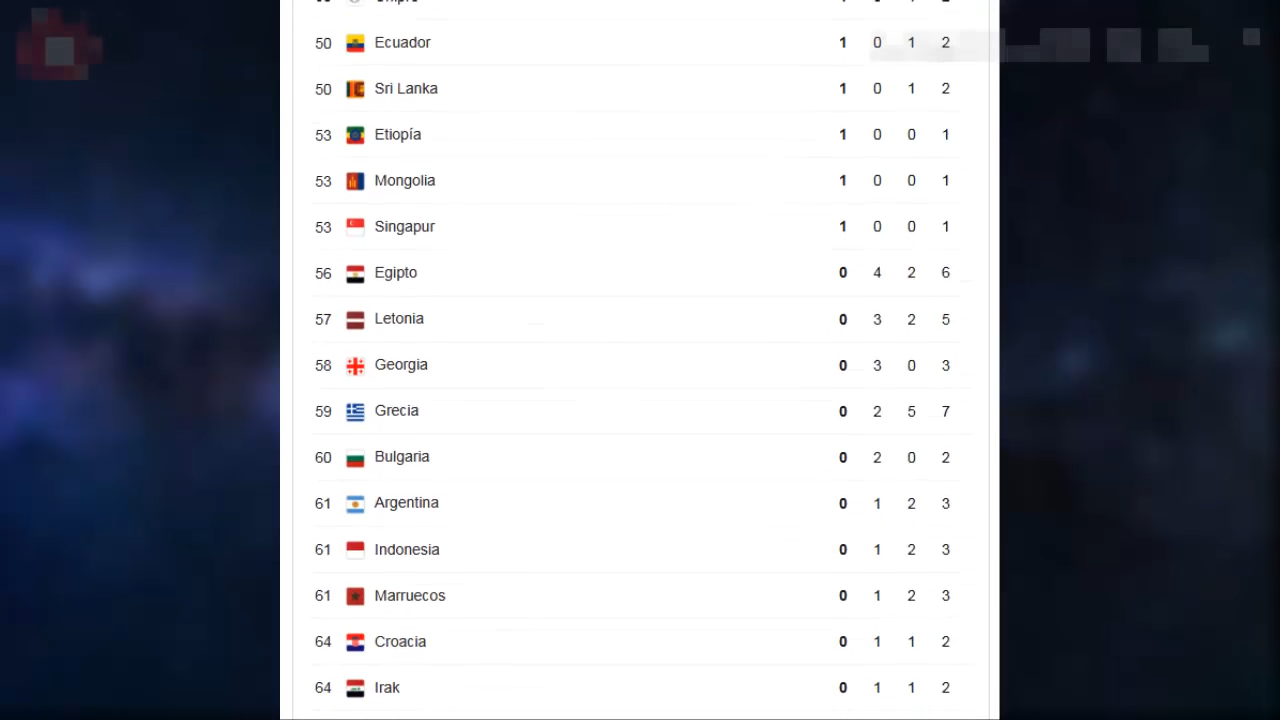 50 Ecuador 1 0 1 2
50 Sri Lanka 1 0 1 2
53 Etiopía 1 0 0 1
53 Mongolia 1 0 0 1
53 Singapur 1 0 0 1
56 Egipto 0 4 2 6
57 Letonia 0 3 2 5
58 Georgia 0 3 0 3
59 Grecia 0 2 5 7
60 Bulgaria 0 2 0 2
61 Argentina 0 1 2 3
61 Indonesia 0 1 2 3
61 Marruecos 0 1 2 3
64 Croacia 0 1 1 2
64 Irak 0 1 1 2